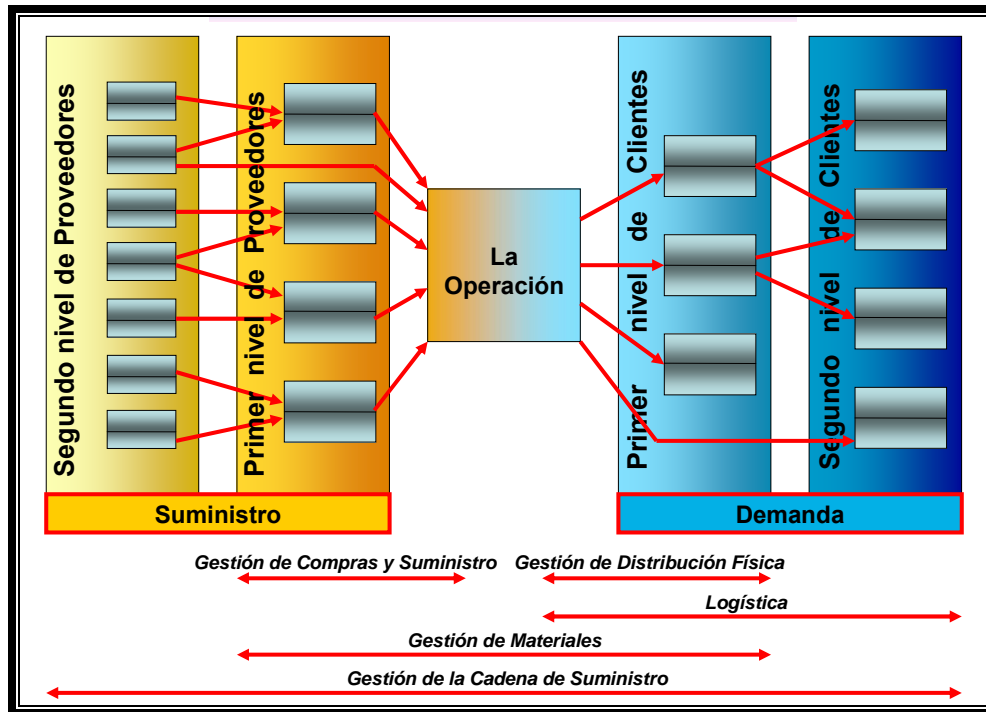 Segundo nivel de Proveedores
Primer nivel de Proveedores
La
Operación
Primer nivel de Clientes
Segundo nivel de Clientes
Suministro
Demanda
Gestión de Compras y Suministro
Gestión de Distribución Física
Logística
Gestión de Materiales
Gestión de la Cadena de Suministro